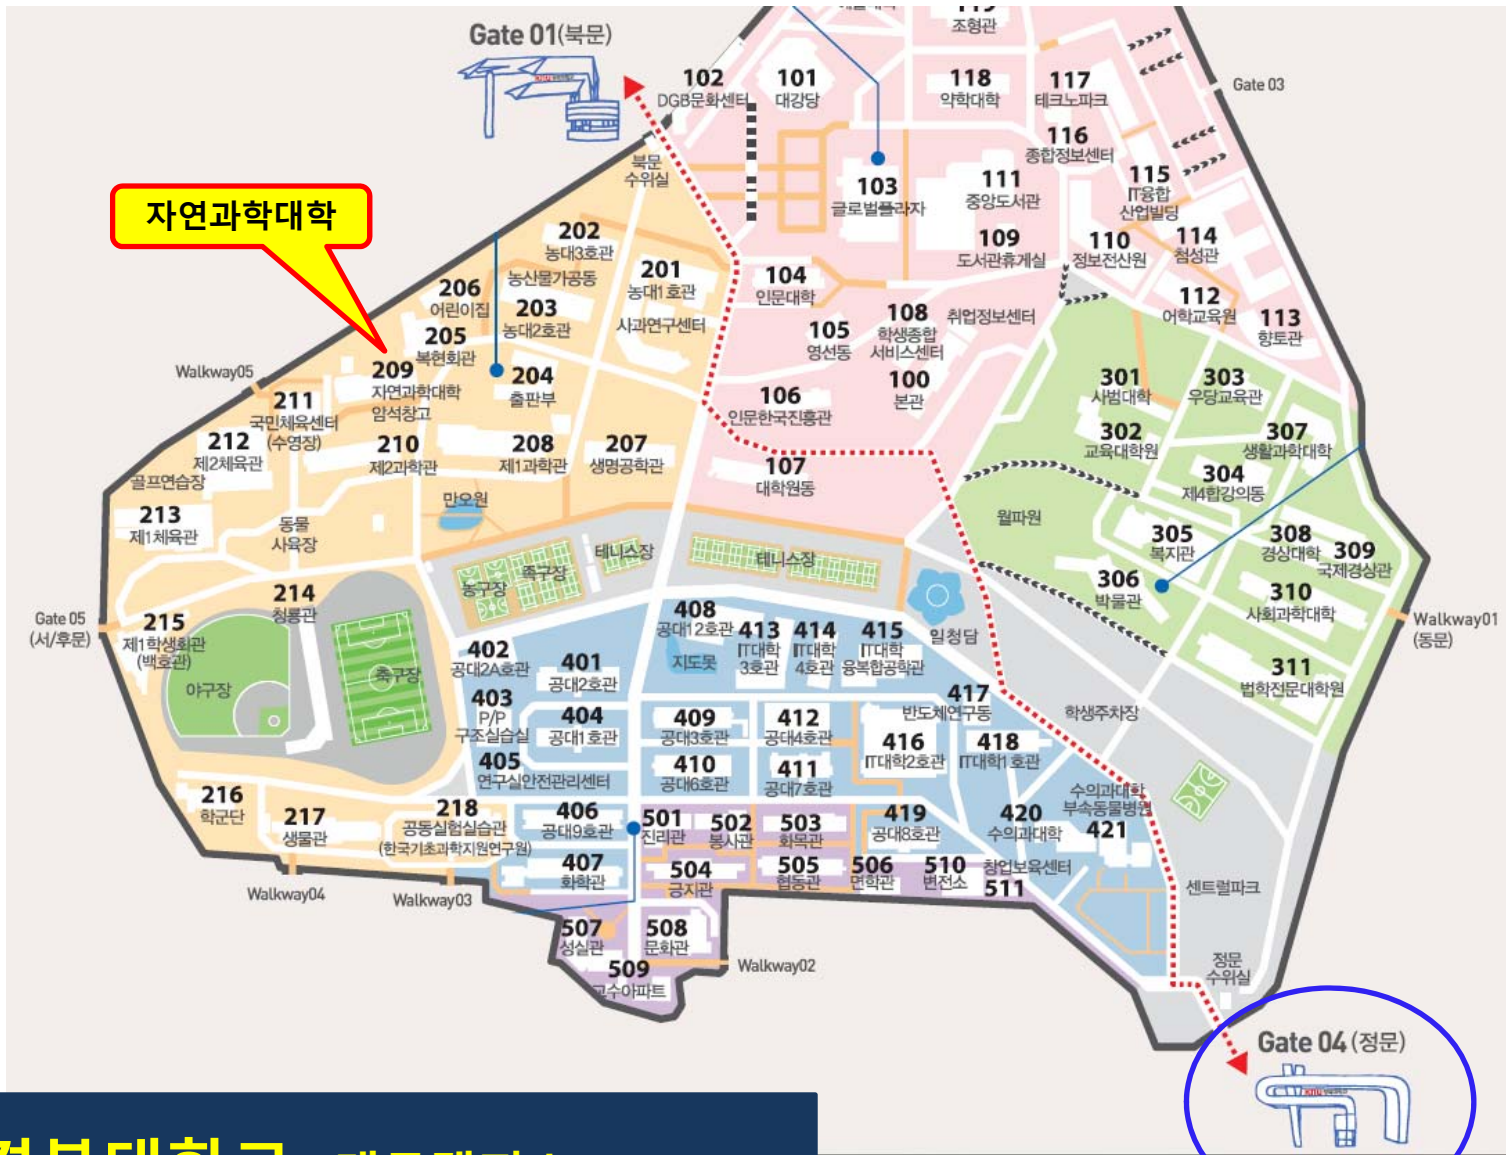 Gate 01(북문)
119
조형관
102
DGB문화센터
101
대강당
118
약학대학
117
테크노파크
Gate 03
116
종합정보센터
북문
수위실
103
글로벌플라자
111
중앙도서관
115
IT융합
산업빌딩
자연과학대학
202
농대3호관
농산물가공동
201
농대1호관
109
도서관휴게실
110
정보전산원
114
첨성관
206
어린이집
203
농대2호관
사과연구센터
104
인문대학
105
영선동
108
학생종합
서비스센터
취업정보센터
112
어학교육원
113
향토관
205
복현회관
Walkway05
209
자연과학대학
암석창고
204
출판부
100
본관
301
사범대학
303
우당교육관
211
국민체육센터
(수영장)
106
인문한국진흥관
212
제2체육관
골프연습장
210
제2과학관
208
제1과학관
207
생명공학관
302
교육대학원
307
생활과학대학
107
대학원동
304
제4합강의동
213
제1체육관
동물
사육장
만오원
월파원
305
복지관
308
경상대학
309
국제경상관
농구장
족구장
테니스장
테니스장
306
박물관
310
사회과학대학
214
청룡관
Gate 05
(서/후문)
215
제1학생회관
(백호관)
408
공대12호관
413
IT대학
3호관
414
IT대학
4호관
415
IT대학
융복합공학관
일청담
Walkway01
(동문)
야구장
축구장
402
공대2A호관
401
공대2호관
지도못
311
법학전문대학원
403
P/P
구조실습실
404
공대1호관
409
공대3호관
412
공대4호관
417
반도체연구동
학생주차장
405
연구실안전관리센터
410
공대6호관
411
공대7호관
416
IT대학2호관
418
IT대학1호관
216
학군단
217
생물관
218
공동실험실습관
(한국기초과학지원연구원)
406
공대9호관
501
진리관
502
봉사관
503
화목관
419
공대8호관
420
수의과대학
수의과대학
부속동물병원
421
407
화학관
504
긍지관
505
협동관
506
면학관
510
변전소
창업보육센터
511
센트럴파크
Walkway04
Walkway03
507
성실관
508
문화관
Walkway02
509
교수아파트
정문
수위실
Gate 04(정문)